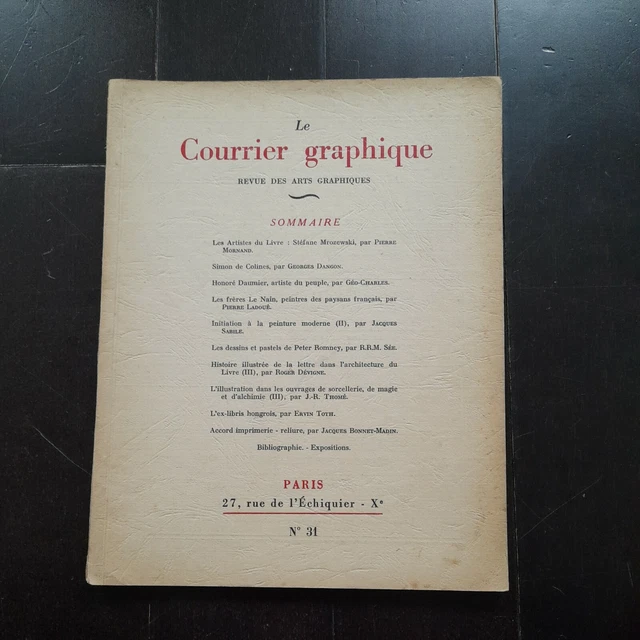 Le
Courrier graphique
REVUE DES ARTS GRAPHIQUES
SOMMAIRE
Les Artistes du Livre : Stéfane Mrozewski, par PIERRE
MORNAND.
Simon de Colines, par GEORGES DANGON.
Honoré Daumier, artiste du peuple, par GÉO-CHARLES.
Les frères Le Nain, peintres des paysans français, par
PIERRE LADOUÉ.
Initiation à la peinture moderne (II), par JACQUES
SABILE.
Les dessins et pastels de Peter Romney, par R.R.M. SÉE.
Histoire illustrée de la lettre dans l'architecture du
Livre (III), par ROGER DÉVIGNE.
L'illustration dans les ouvrages de sorcellerie, de magie
et d'alchimie (III), par J.-R. THOMÉ.
L'ex-libris hongrois, par ERVIN TOTH.
Accord imprimerie - reliure, par JACQUES BONNET-MADIN.
Bibliographie. - Expositions.
PARIS
27, rue de l'Échiquier - Xe
N° 31